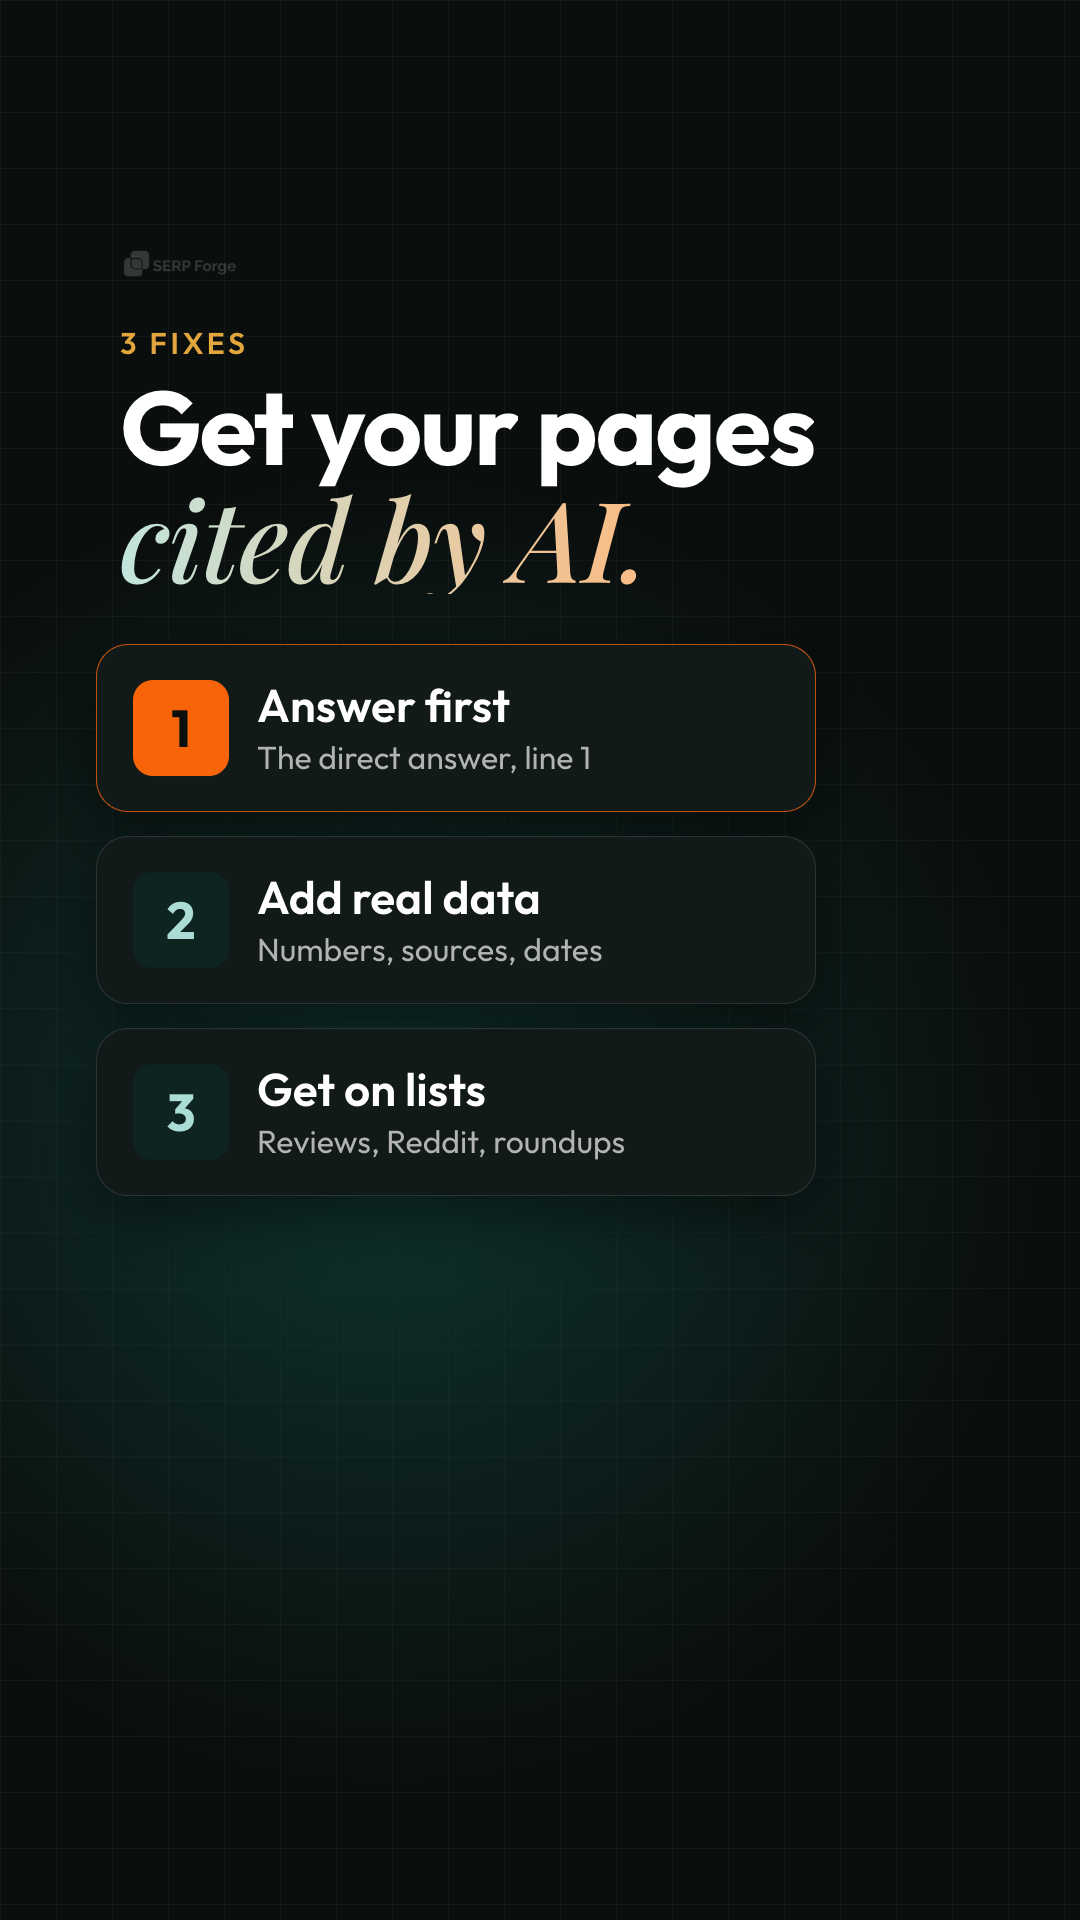 SERP Forge
3 FIXES
Get your pages
cited by AI.
1
Answer first
The direct answer, line 1
2
Add real data
Numbers, sources, dates
3
Get on lists
Reviews, Reddit, roundups